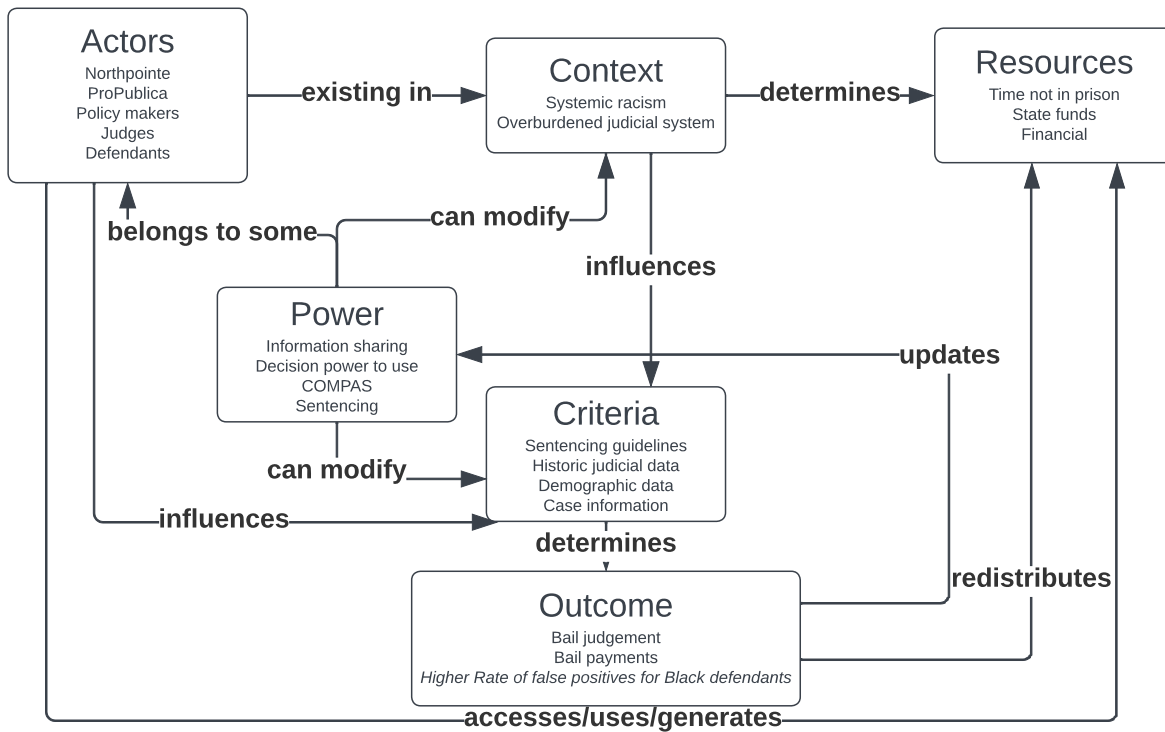 Actors
Northpointe
ProPublica
Policy makers
Judges
Defendants
existing in
Context
Systemic racism
Overburdened judicial system
determines
Resources
Time not in prison
State funds
Financial
belongs to some
can modify
influences
Power
Information sharing
Decision power to use
COMPAS
Sentencing
updates
can modify
Criteria
Sentencing guidelines
Historic judicial data
Demographic data
Case information
influences
determines
redistributes
Outcome
Bail judgement
Bail payments
Higher Rate of false positives for Black defendants
accesses/uses/generates